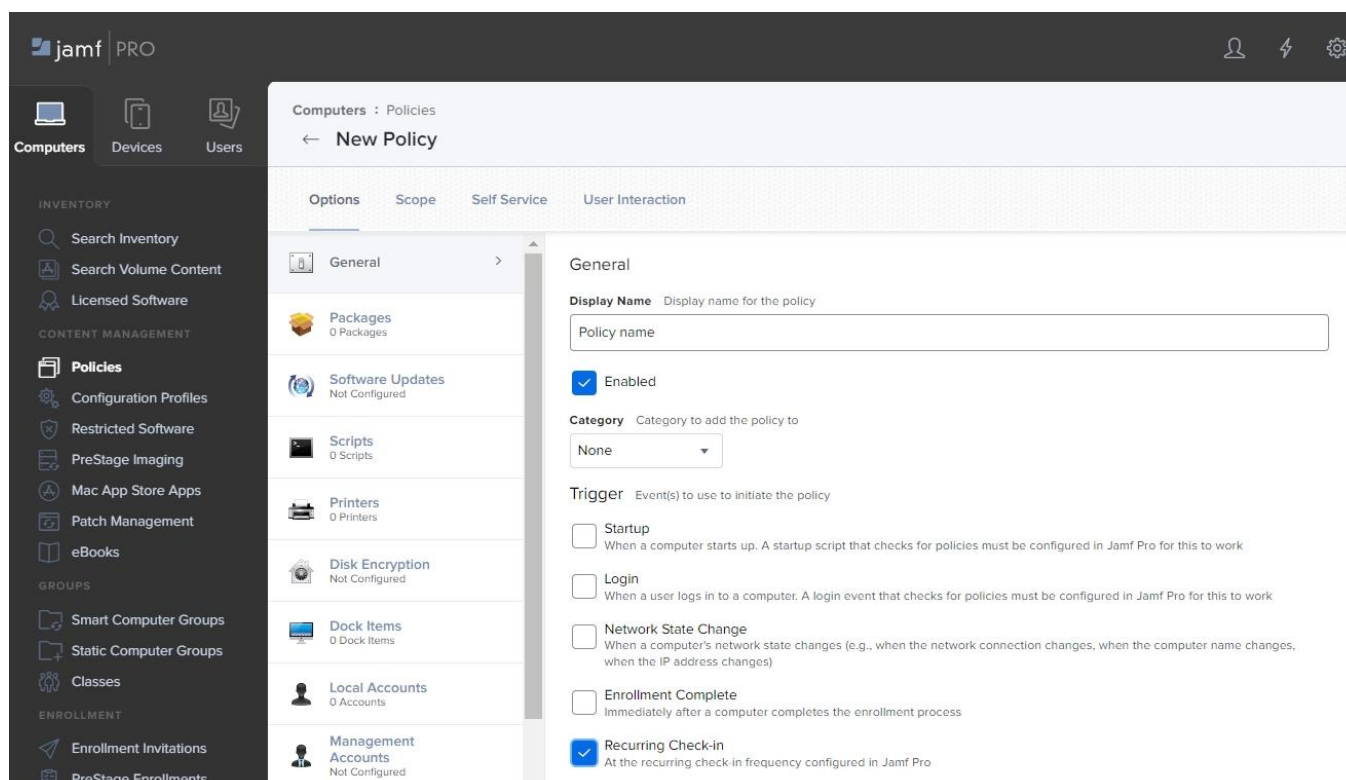 jamf PRO
Computers
Devices
Users
INVENTORY
Search Inventory
Search Volume Content
Licensed Software
CONTENT MANAGEMENT
Policies
Configuration Profiles
Restricted Software
PreStage Imaging
Mac App Store Apps
Patch Management
eBooks
GROUPS
Smart Computer Groups
Static Computer Groups
Classes
ENROLLMENT
Enrollment Invitations
PreStage Enrollments
Computers : Policies
← New Policy
Options
Scope
Self Service
User Interaction
General
Packages
0 Packages
Software Updates
Not Configured
Scripts
0 Scripts
Printers
0 Printers
Disk Encryption
Not Configured
Dock Items
0 Dock Items
Local Accounts
0 Accounts
Management
Accounts
Not Configured
General
Display Name Display name for the policy
Policy name
Enabled
Category Category to add the policy to
None
Trigger Event(s) to use to initiate the policy
Startup
When a computer starts up. A startup script that checks for policies must be configured in Jamf Pro for this to work
Login
When a user logs in to a computer. A login event that checks for policies must be configured in Jamf Pro for this to work
Network State Change
When a computer's network state changes (e.g., when the network connection changes, when the computer name changes,
when the IP address changes)
Enrollment Complete
Immediately after a computer completes the enrollment process
Recurring Check-in
At the recurring check-in frequency configured in Jamf Pro